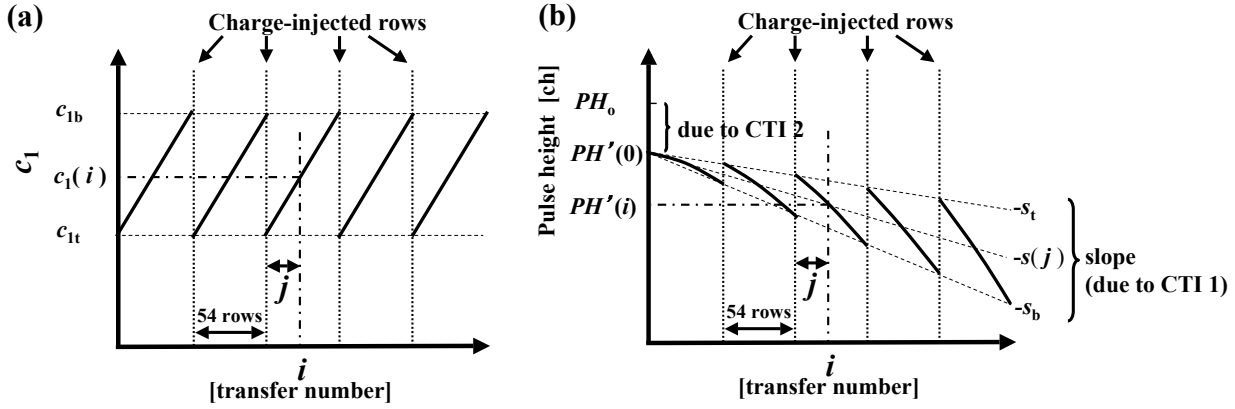 (a)
Charge-injected rows
c1b
c1
c1(i)
c1t
j
54 rows
i
[transfer number]
(b)
Charge-injected rows
Pulse height [ch]
PHo
due to CTI 2
PH'(0)
PH'(i)
-st
-s(j)
slope
(due to CTI 1)
-sb
j
54 rows
i
[transfer number]